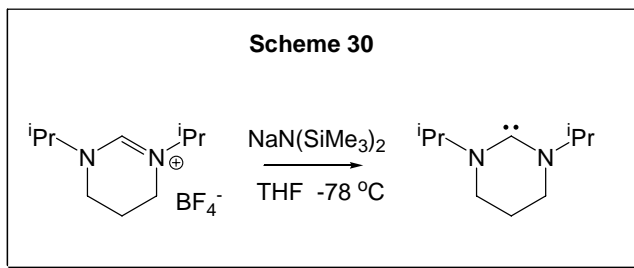 Scheme 30
ⁱPr ⁱPr NaN(SiMe₃)₂ ⁱPr ⁱPr
N N⊕ N N
BF₄⁻ THF -78 °C